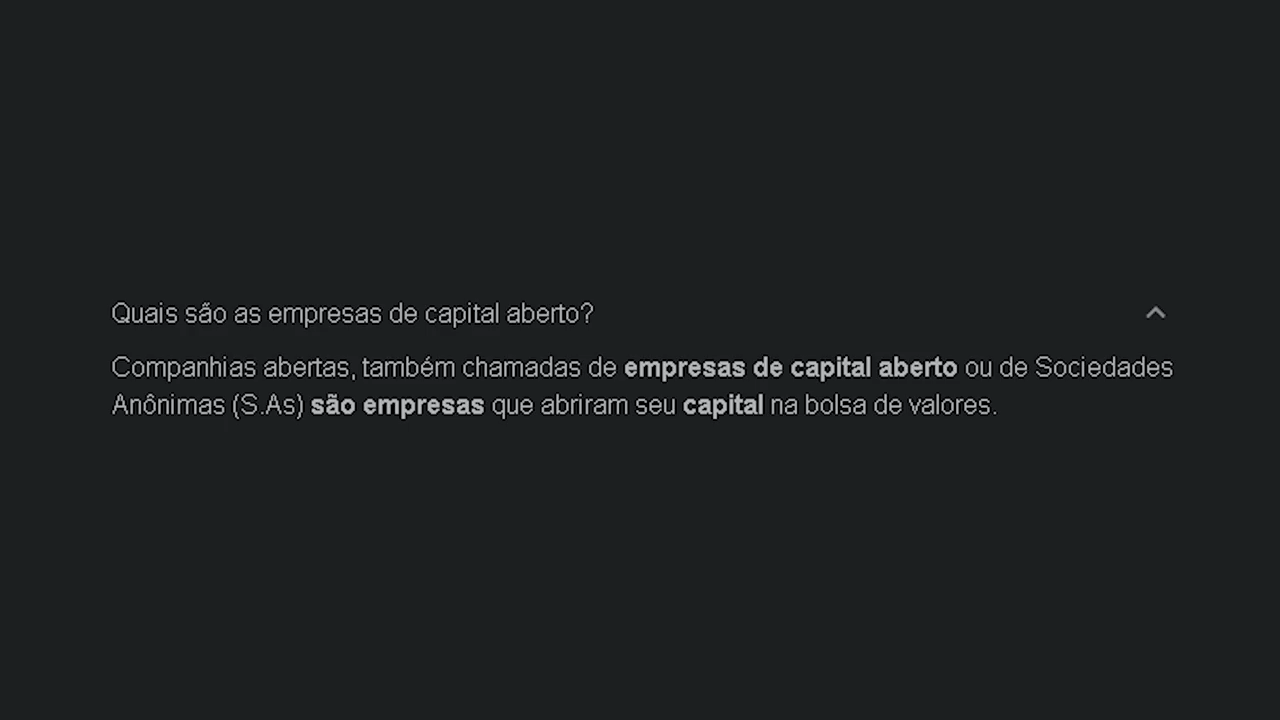 Quais são as empresas de capital aberto?
Companhias abertas, também chamadas de empresas de capital aberto ou de Sociedades
Anônimas (S.As) são empresas que abriram seu capital na bolsa de valores.